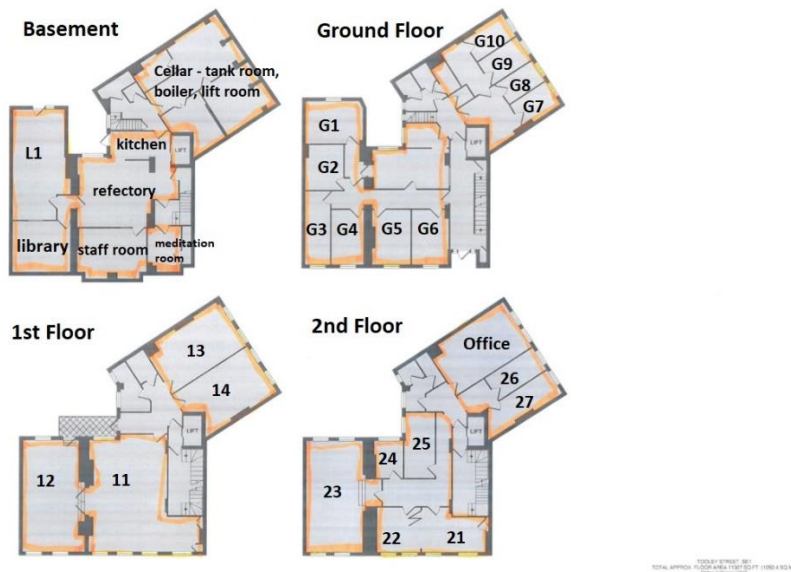 Basement
Cellar - tank room,
boiler, lift room
kitchen
LIFT
L1
refectory
library
staff room
meditation
room
Ground Floor
G10
G9
G8
G7
G1
LIFT
G2
G3
G4
G5
G6
1st Floor
13
14
LIFT
12
11
2nd Floor
Office
26
27
LIFT
25
24
23
22
21
TOOLEY STREET, SE1